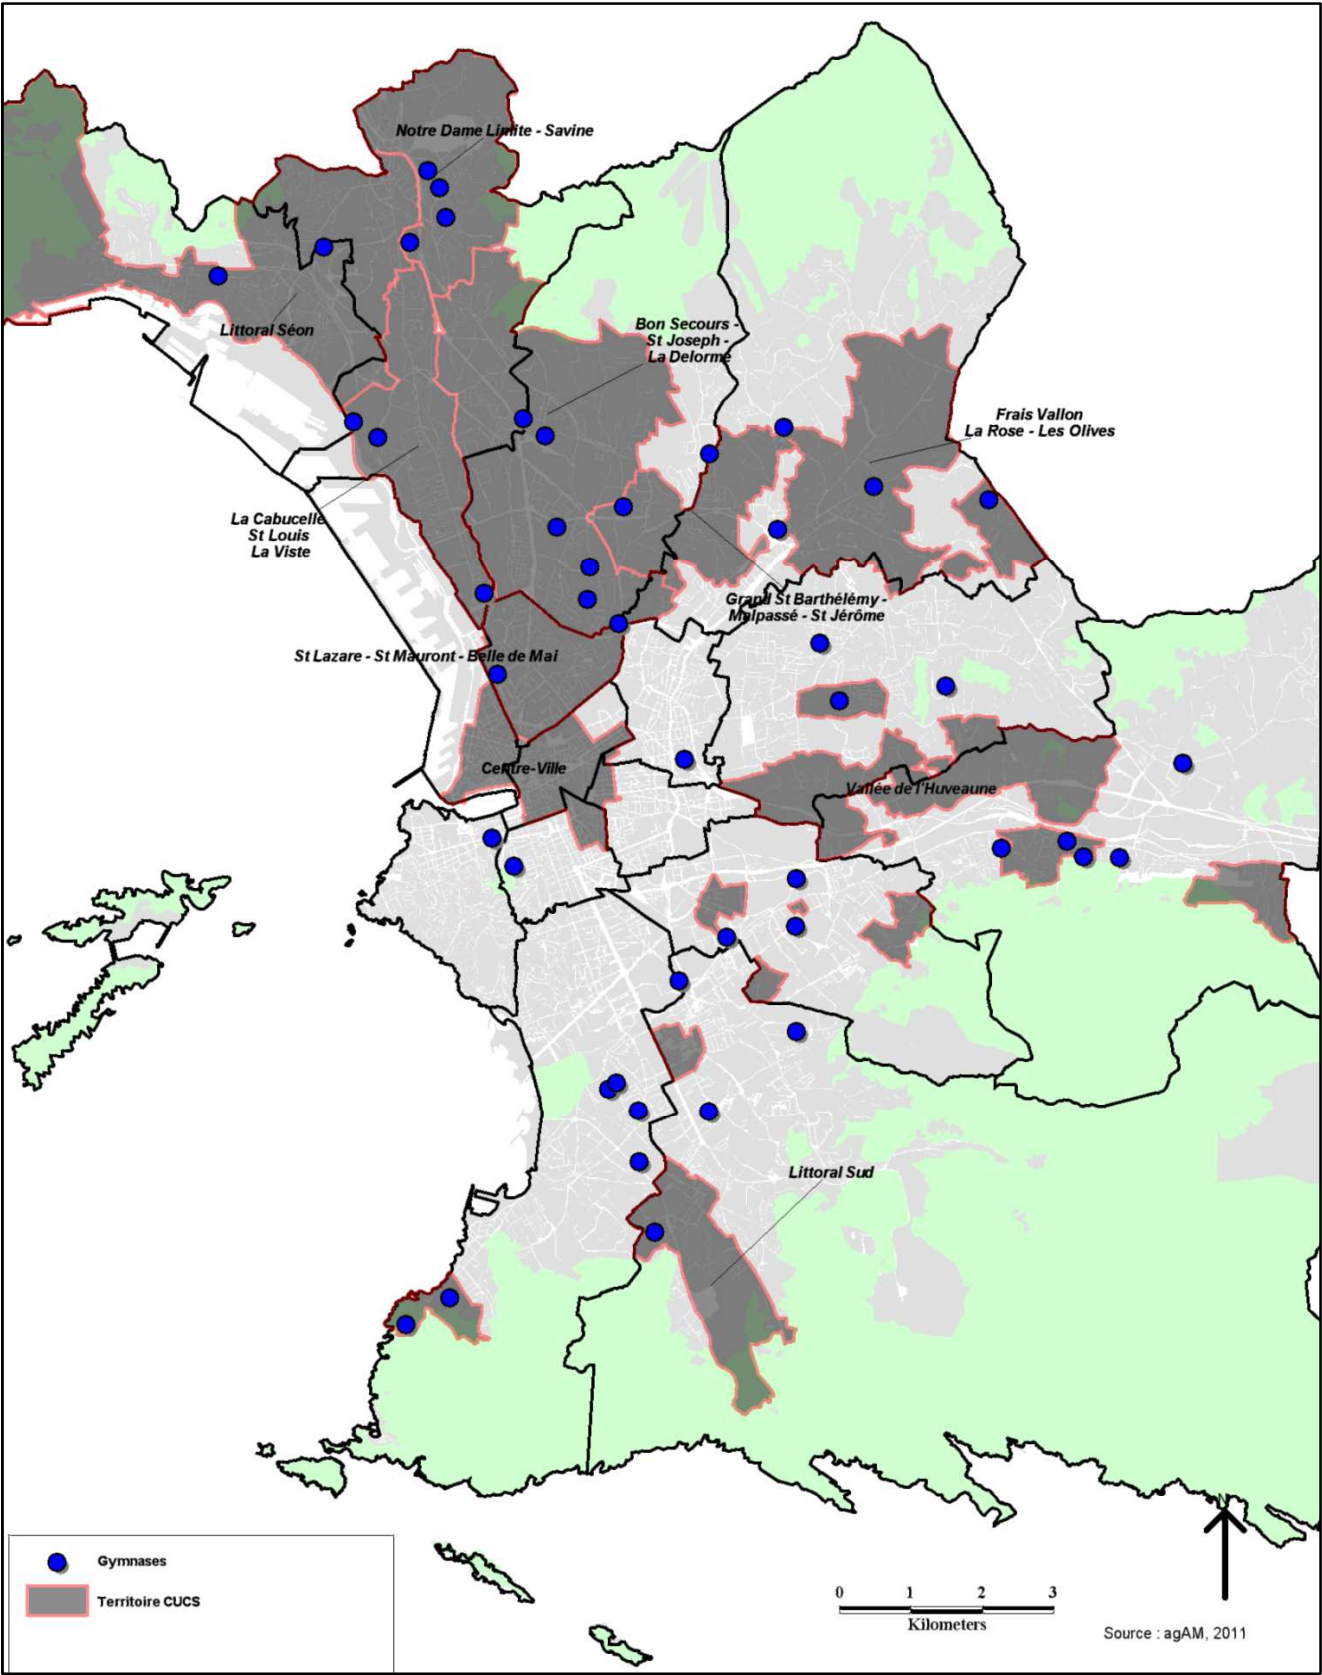 Notre Dame Limite - Savine
Littoral Séon
Bon Secours -
St Joseph -
La Delorme
Frais Vallon
La Rose - Les Olives
La Cabucelle
St Louis
La Viste
Grand St Barthélémy -
Malpassé - St Jérôme
St Lazare - St Mauront - Belle de Mai
Centre-Ville
Vallée de l'Huveaune
Littoral Sud
N
Gymnases
Territoire CUCS
0 1 2 3
Kilometers
Source : agAM, 2011